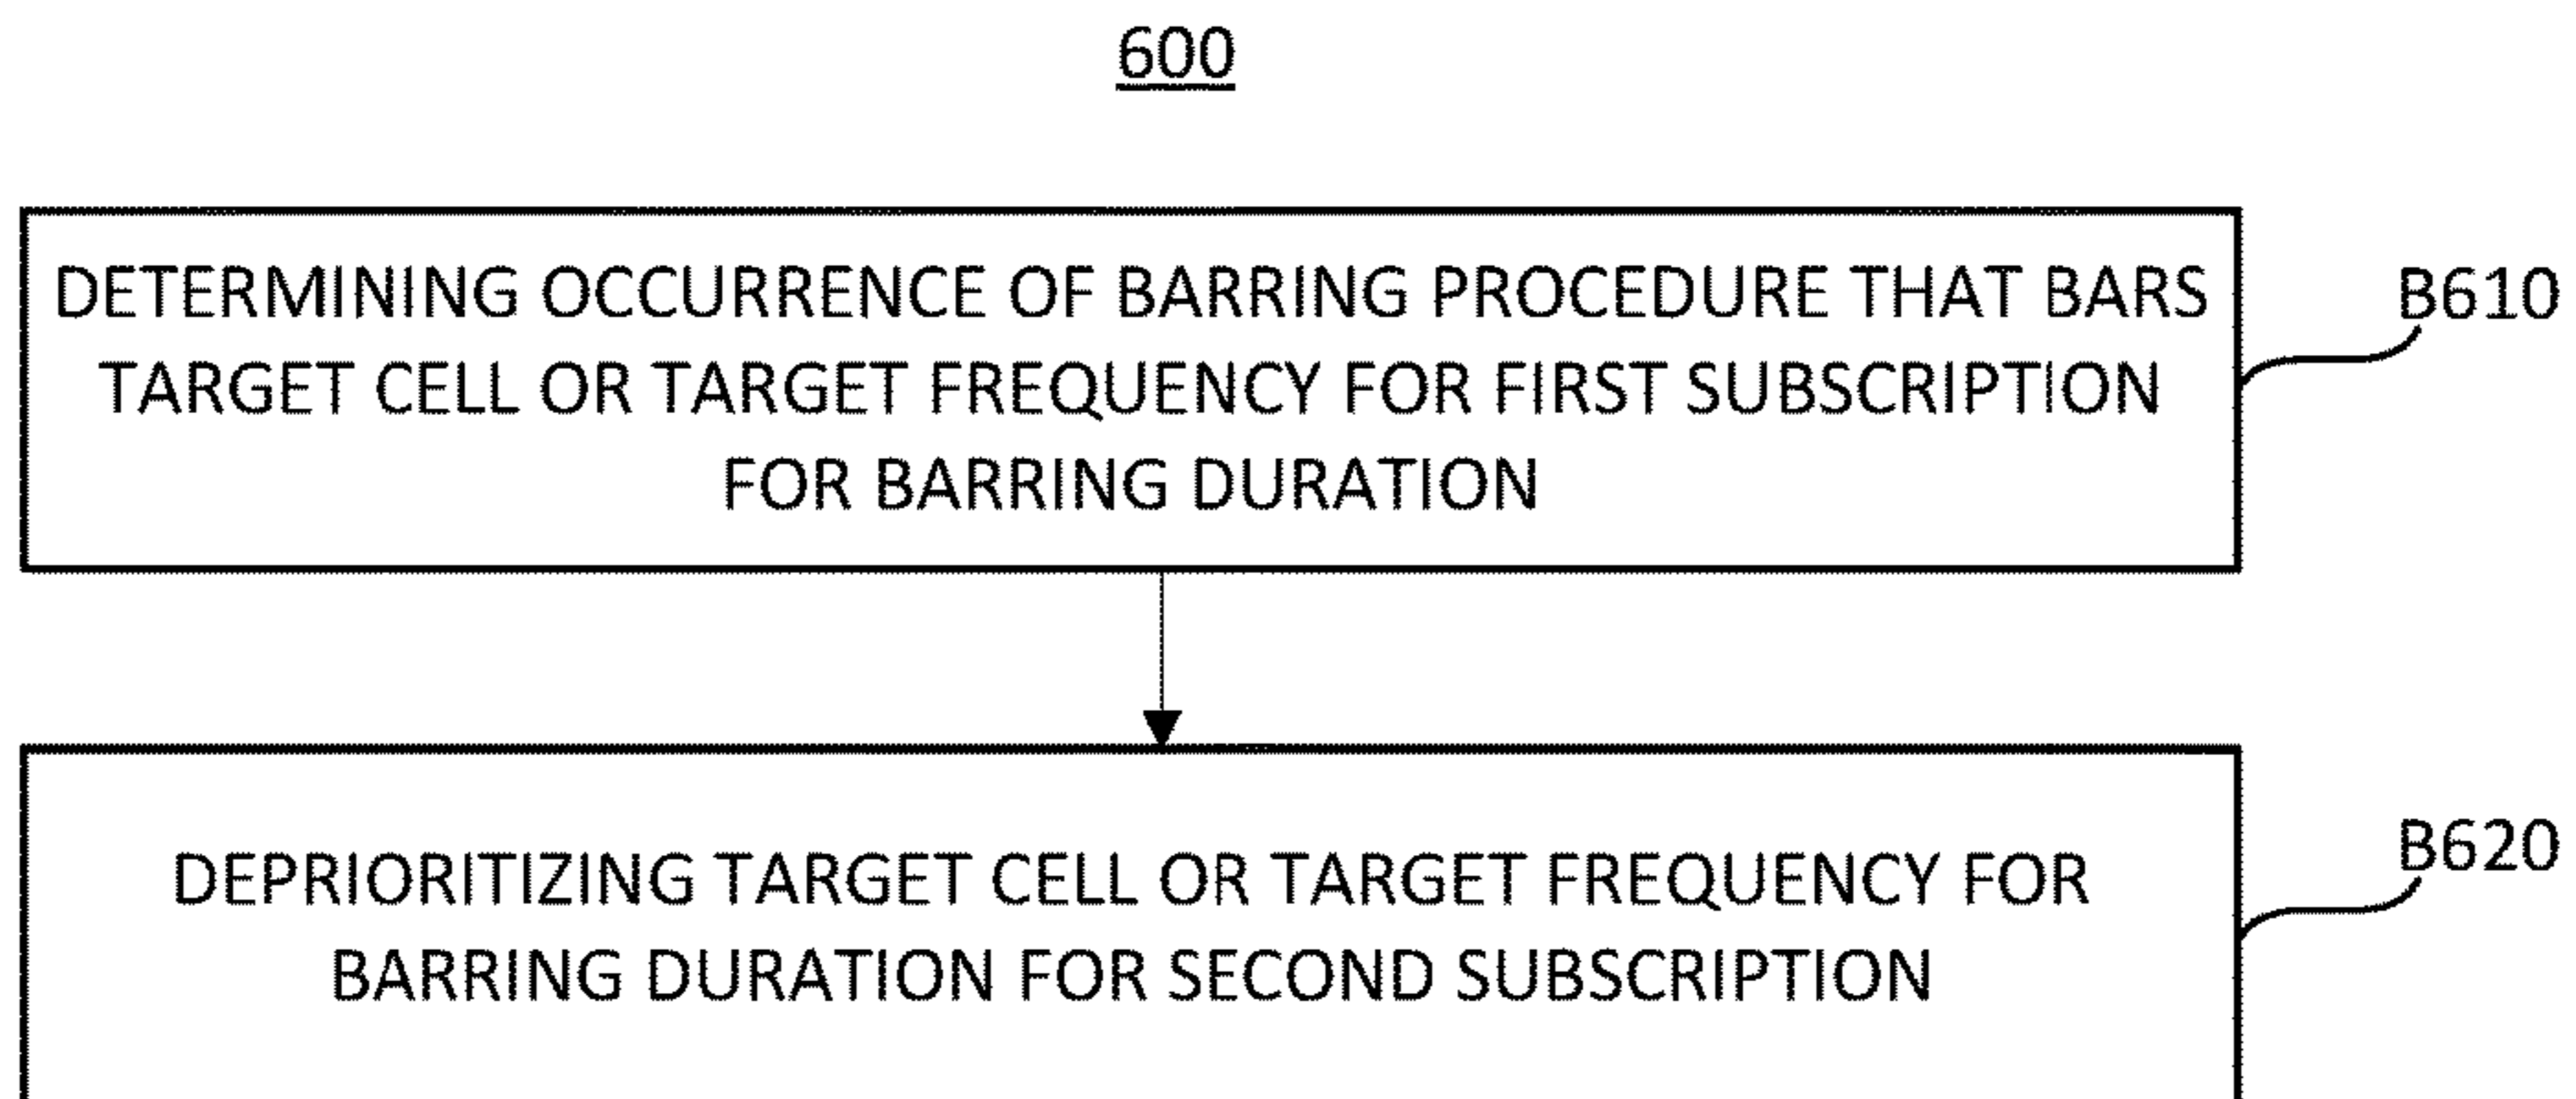 600
DETERMINING OCCURRENCE OF BARRING PROCEDURE THAT BARS
TARGET CELL OR TARGET FREQUENCY FOR FIRST SUBSCRIPTION
FOR BARRING DURATION
B610
DEPRIORITIZING TARGET CELL OR TARGET FREQUENCY FOR
BARRING DURATION FOR SECOND SUBSCRIPTION
B620